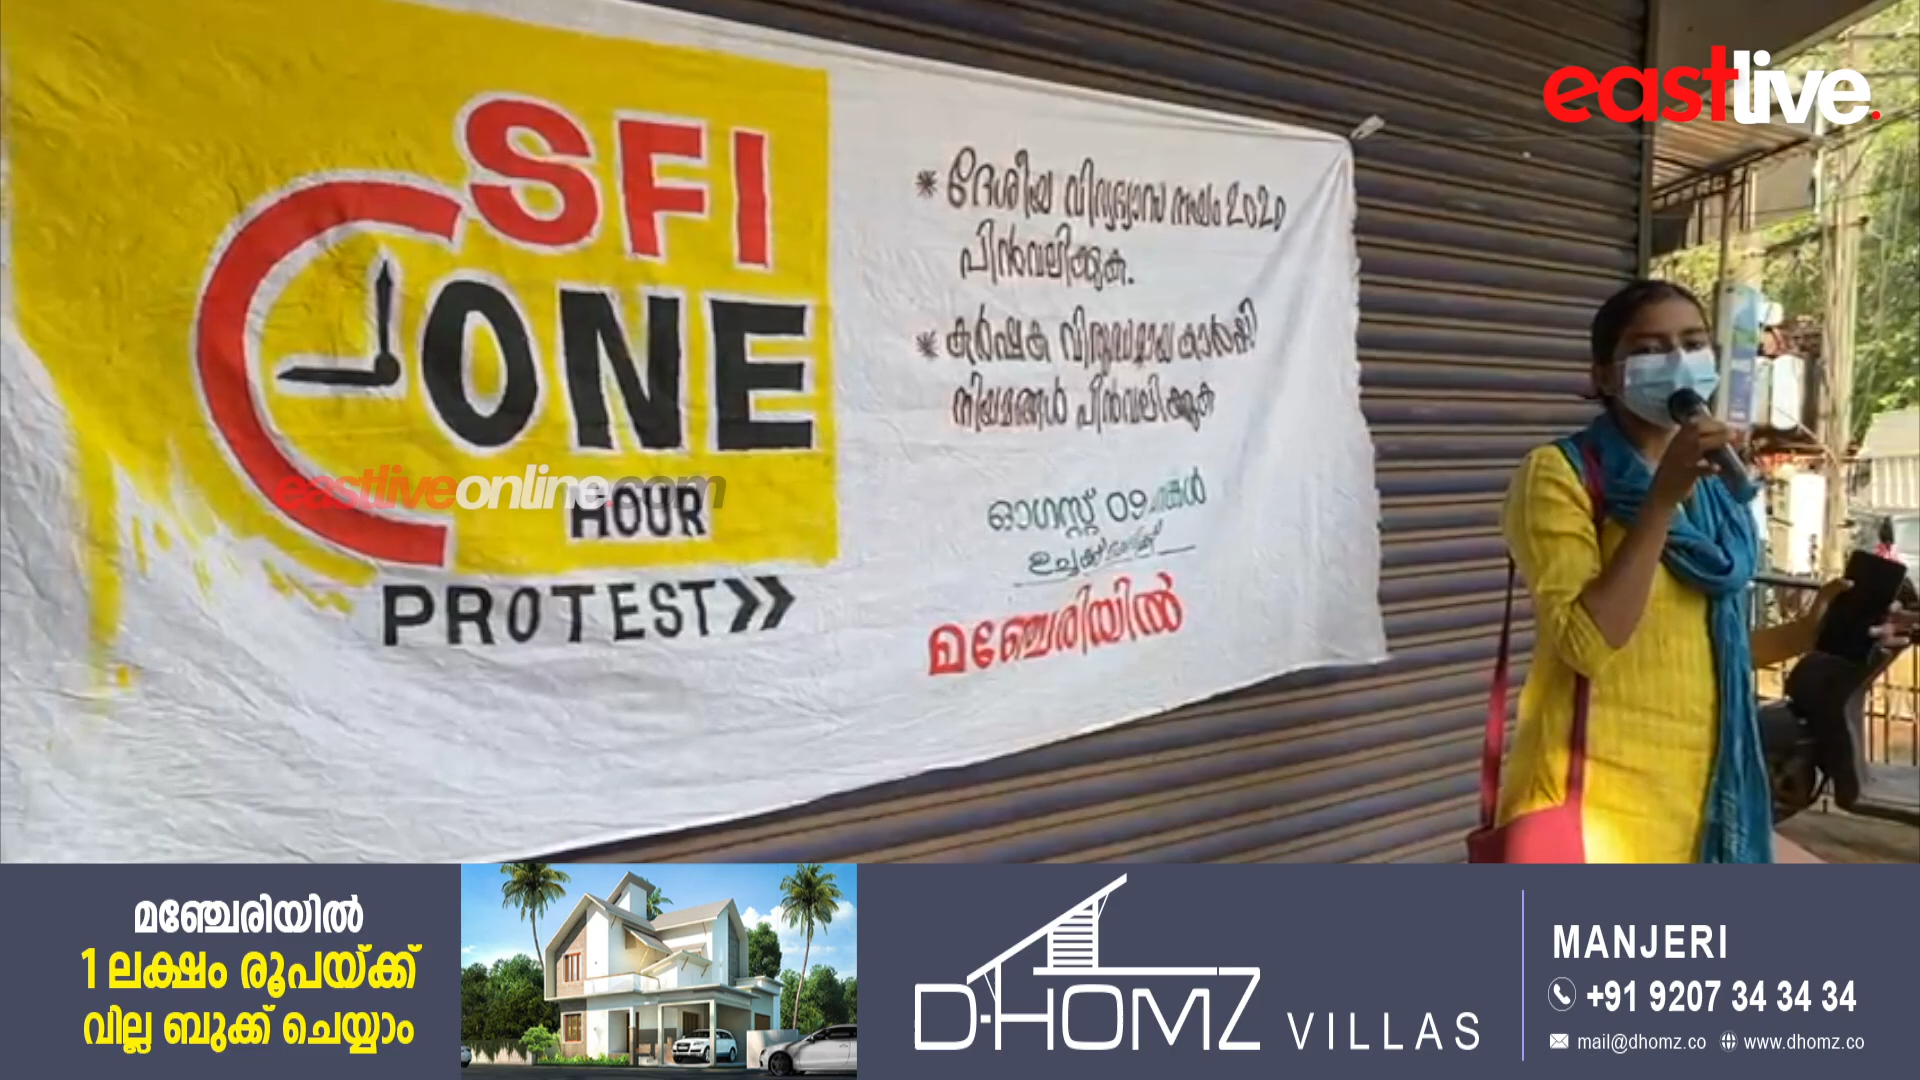 eastlive.
SFI
ONE
HOUR
PROTEST»
* ദേശീയ വിദ്യാഭ്യാസ നയം 2020
പിൻവലിക്കുക.
* കർഷക വിരുദ്ധമായ കാർഷിക
നിയമങ്ങൾ പിൻവലിക്കുക
ഓഗസ്റ്റ് 09
മഞ്ചേരിയിൽ
eastliveonline.com
മഞ്ചേരിയിൽ
1 ലക്ഷം രൂപയ്ക്ക്
വില്ല ബുക്ക് ചെയ്യാം
D-HOMZ VILLAS
MANJERI
+91 9207 34 34 34
mail@dhomz.co www.dhomz.co